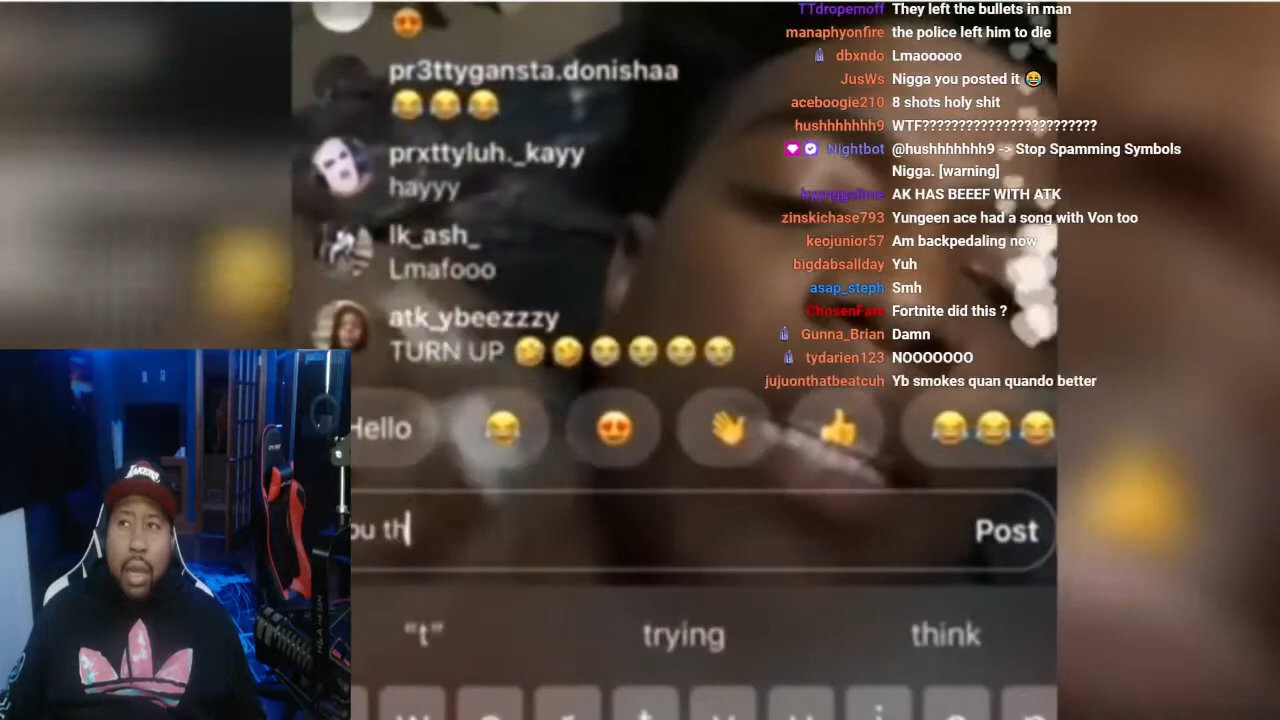 pr3ttygansta.donishaa
😂 😂 😂
prxttyluh._kayy
hayyy
lk_ash_
Lmafooo
atk_ybeezzzy
TURN UP 🤣 🤣 😭 😭 😭 😭
Hello 😂 😍 👋 👍 😂 😂 😂
ou th
Post
“t” trying think
TTdropemoff They left the bullets in man
manaphyonfire the police left him to die
dbxndo Lmaooooo
JusWs Nigga you posted it 😂
aceboogie210 8 shots holy shit
hushhhhhhh9 WTF????????????????????????
Nightbot @hushhhhhhh9 -> Stop Spamming Symbols
Nigga. [warning]
AK HAS BEEEF WITH ATK
zinskichase793 Yungeen ace had a song with Von too
keojunior57 Am backpedaling now
bigdabsallday Yuh
asap_steph Smh
ChosenFate Fortnite did this ?
Gunna_Brian Damn
tydarien123 NOOOOOOO
jujuonthatbeatcuh Yb smokes quan quando better
LAKERS